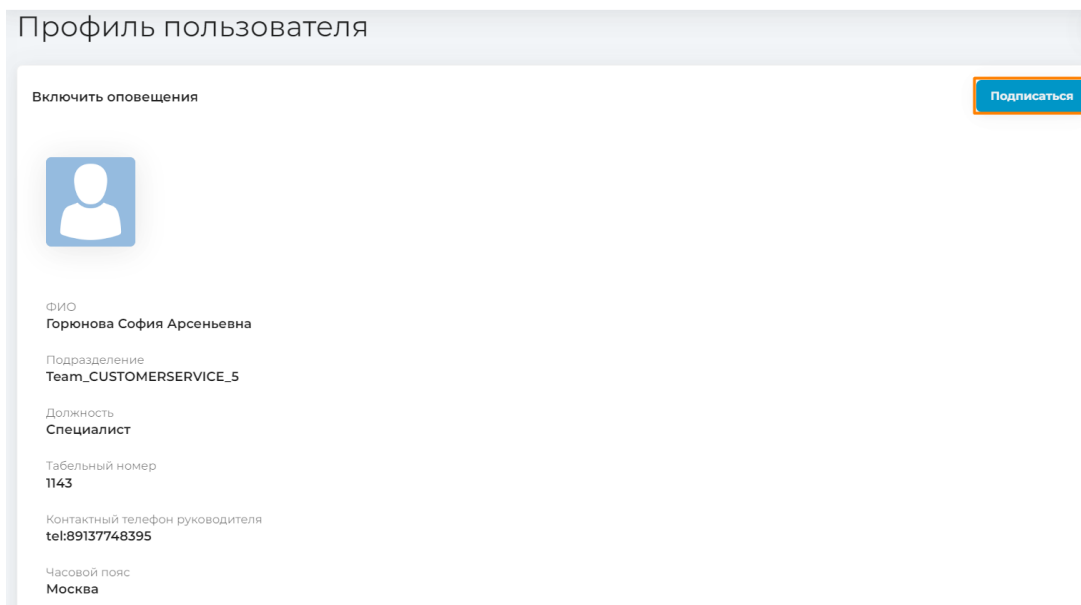 Профиль пользователя
Включить оповещения
Подписаться
ФИО
Горюнова София Арсеньевна
Подразделение
Team_CUSTOMERSERVICE_5
Должность
Специалист
Табельный номер
1143
Контактный телефон руководителя
tel:89137748395
Часовой пояс
Москва